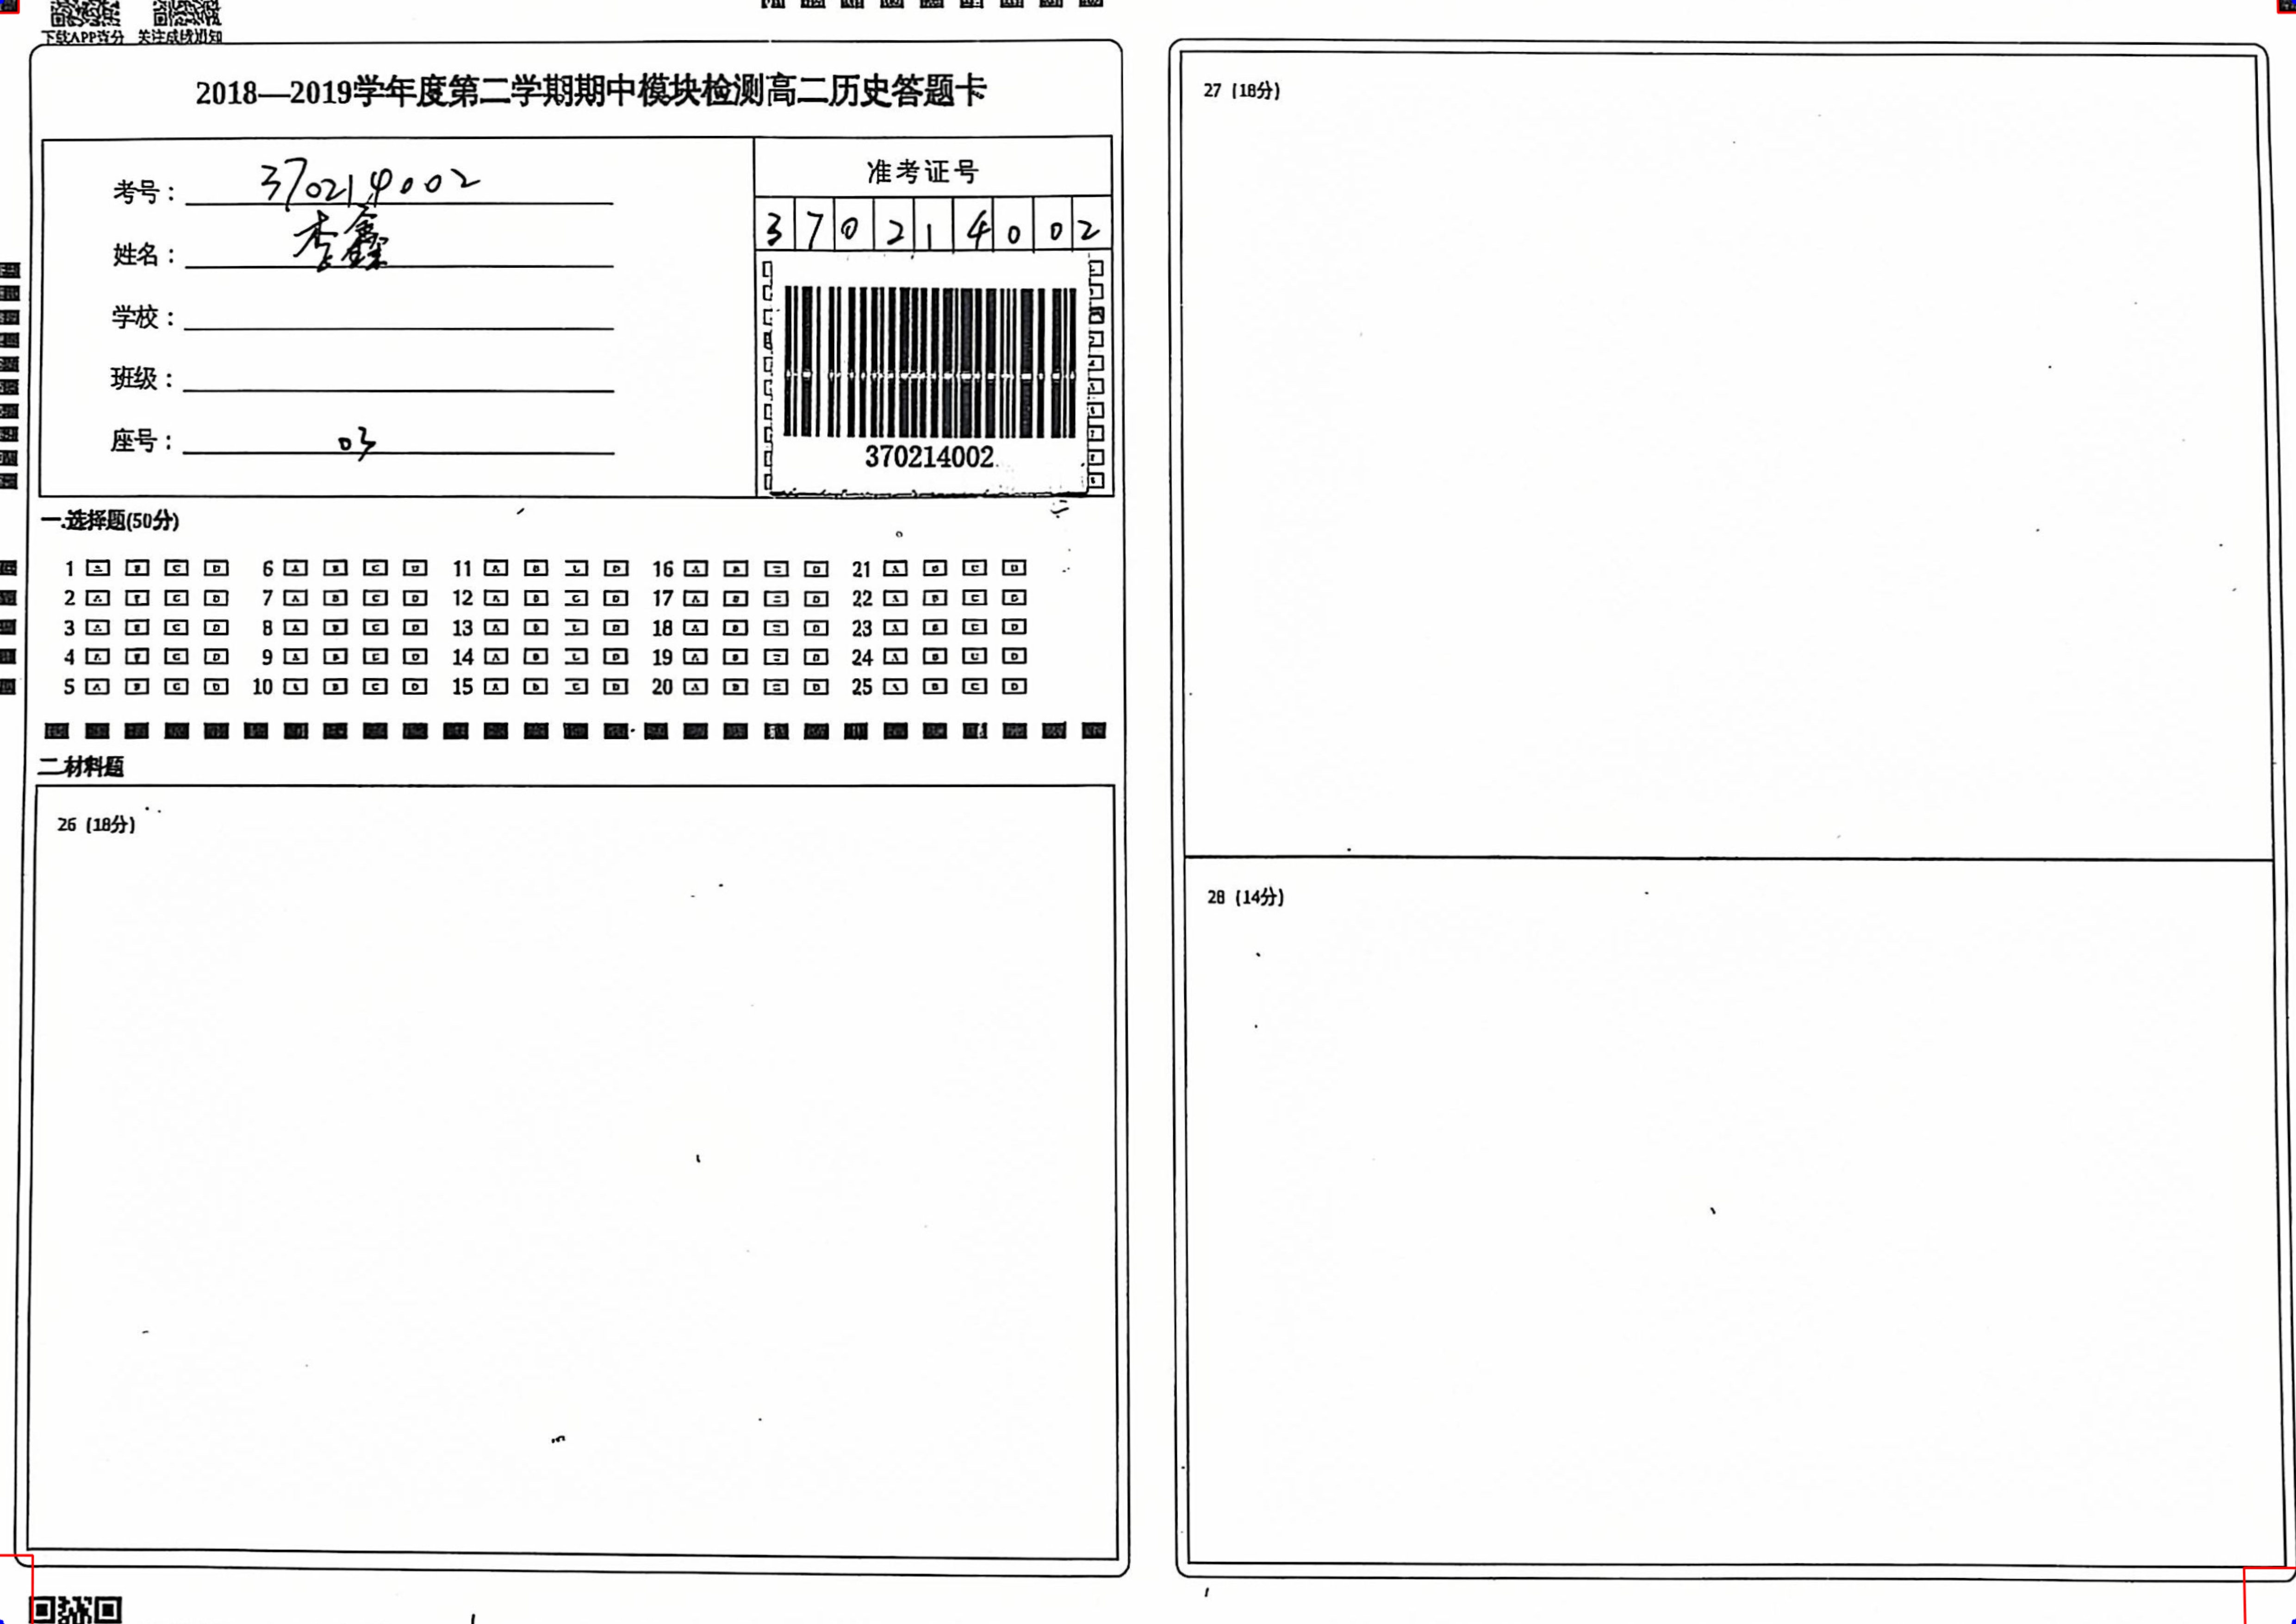 下载APP查分 关注成绩通知
2018—2019学年度第二学期期中模块检测高二历史答题卡
考号： 370214002
姓名： 李鑫
学校：
班级：
座号： 03
准考证号
3 7 0 2 1 4 0 0 2
370214002
一.选择题(50分)
1 A B C D 6 A B C D 11 A B C D 16 A B C D 21 A B C D
2 A B C D 7 A B C D 12 A B C D 17 A B C D 22 A B C D
3 A B C D 8 A B C D 13 A B C D 18 A B C D 23 A B C D
4 A B C D 9 A B C D 14 A B C D 19 A B C D 24 A B C D
5 A B C D 10 A B C D 15 A B C D 20 A B C D 25 A B C D
二.材料题
26 (18分)
27 (18分)
28 (14分)